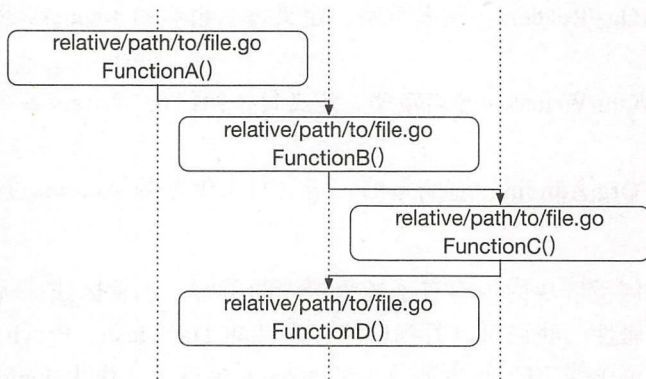 relative/path/to/file.go
FunctionA()
relative/path/to/file.go
FunctionB()
relative/path/to/file.go
FunctionC()
relative/path/to/file.go
FunctionD()